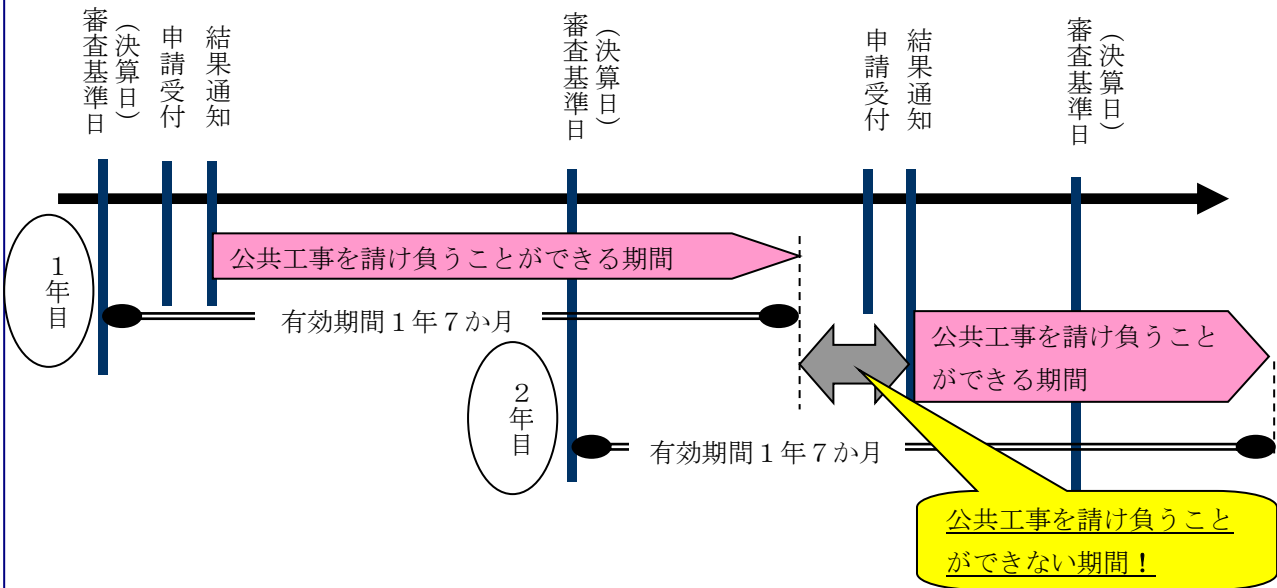 審査基準日
（決算日）
申請受付
結果通知
審査基準日
（決算日）
申請受付
結果通知
審査基準日
（決算日）
１年目
公共工事を請け負うことができる期間
有効期間１年７か月
公共工事を請け負うこと
ができる期間
２年目
有効期間１年７か月
公共工事を請け負うこと
ができない期間！